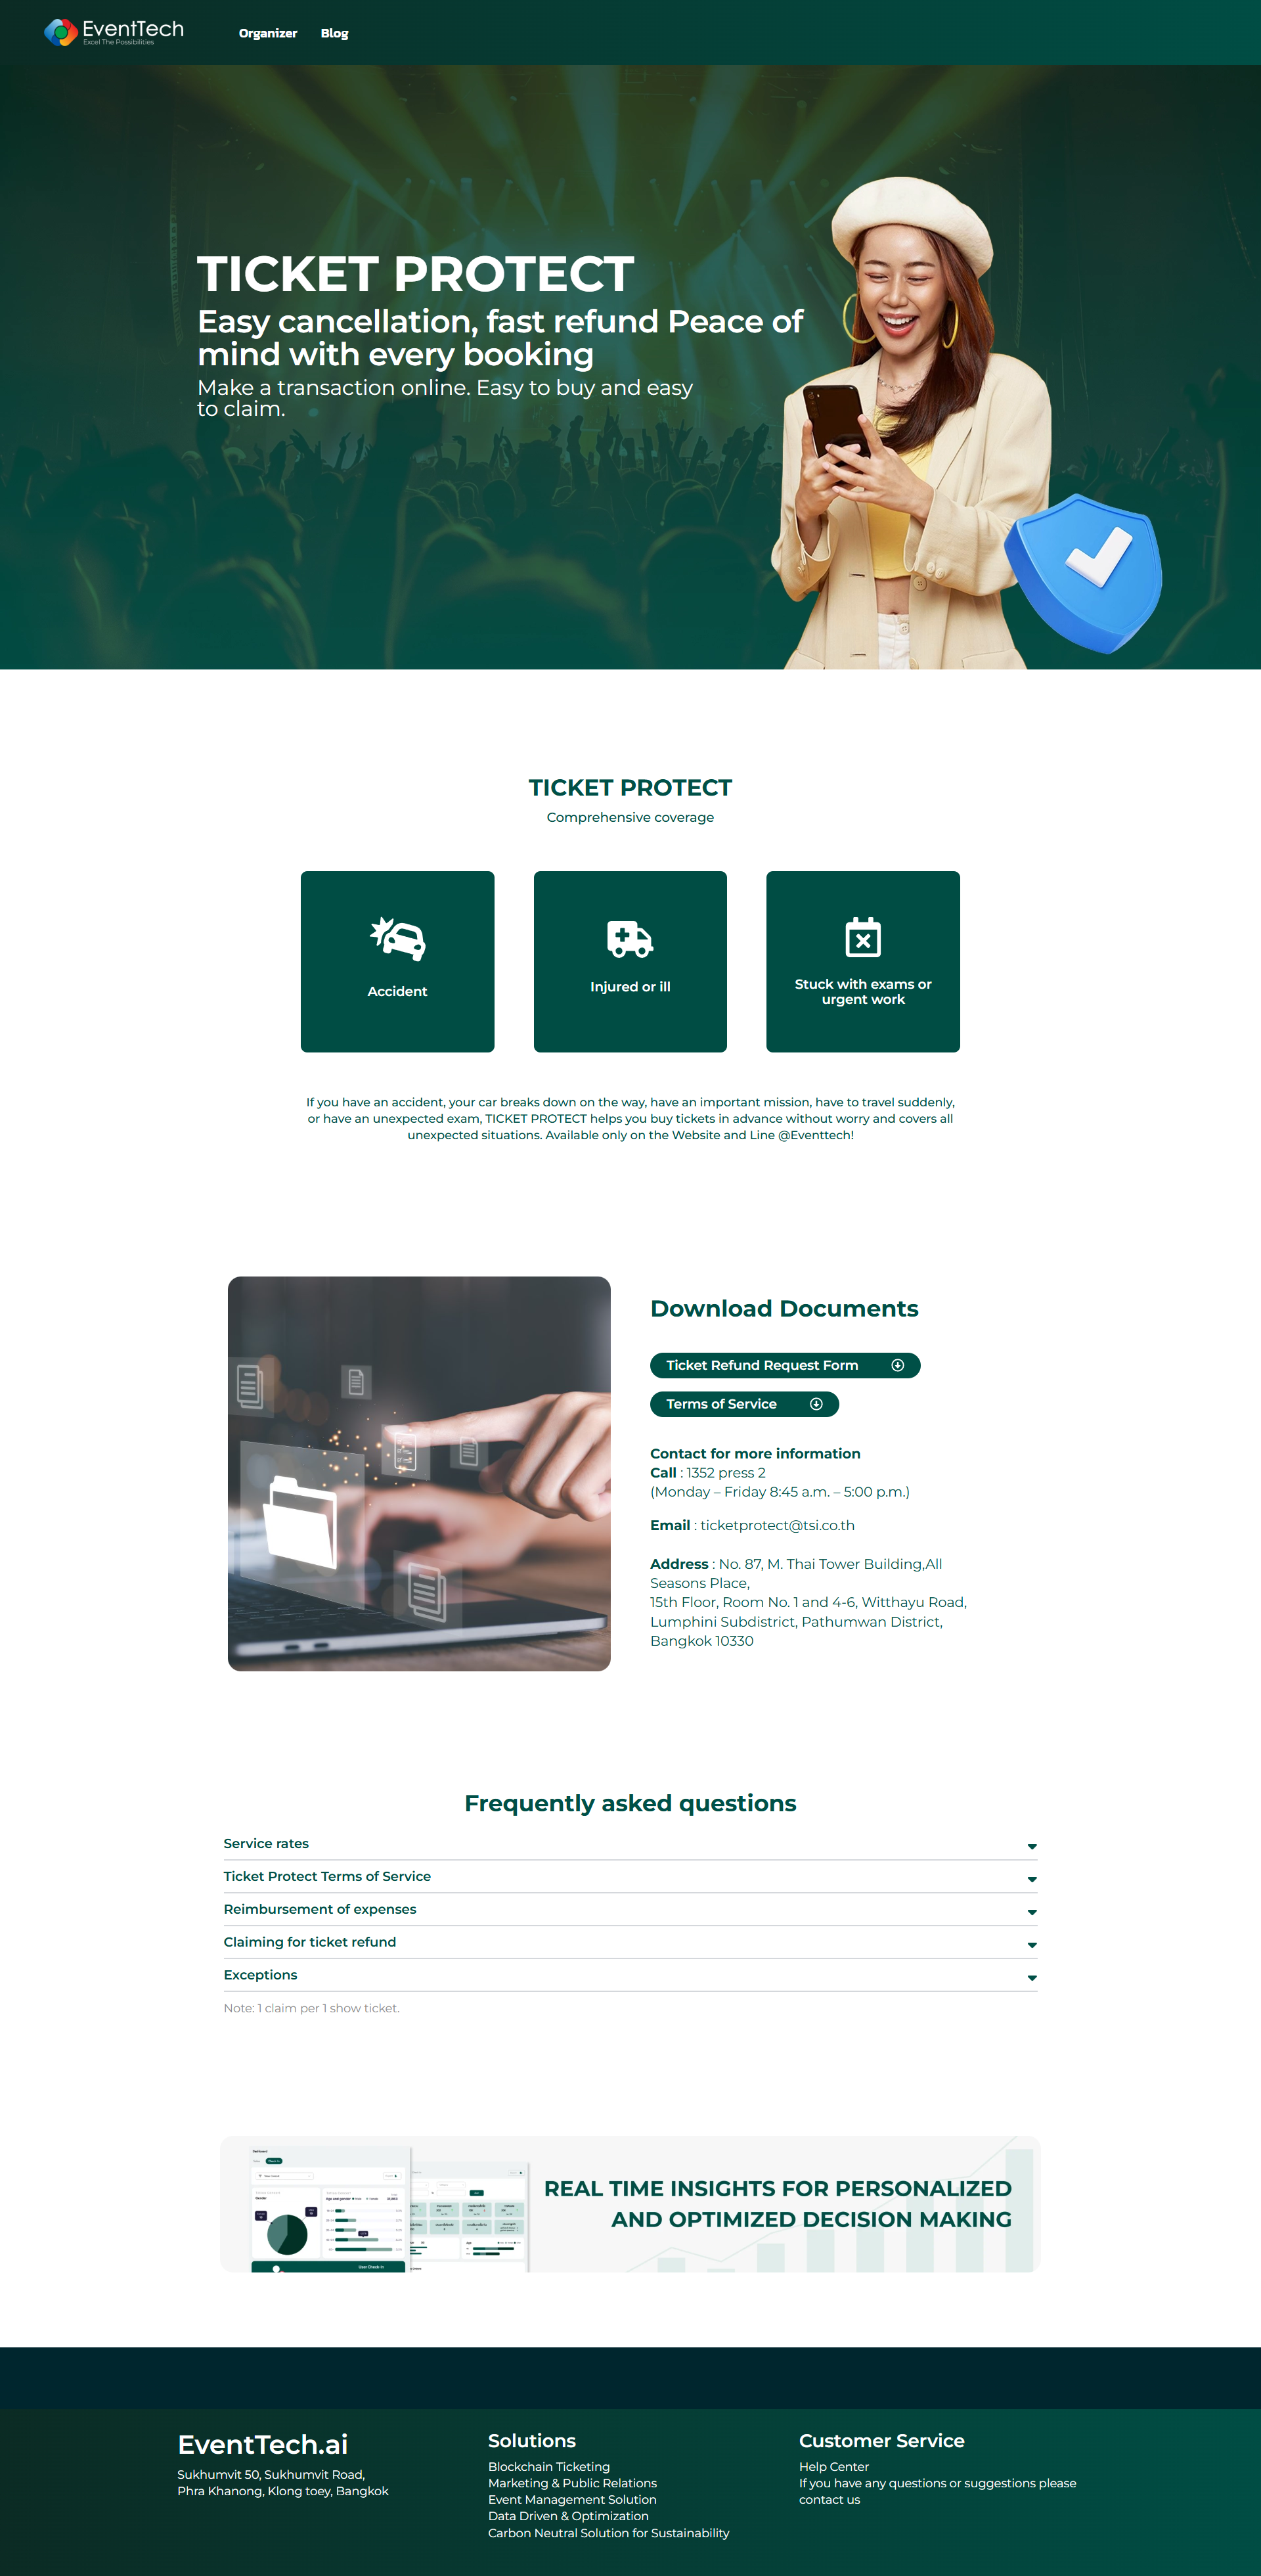 EventTech
Excel The Possibilities
Organizer
Blog
TICKET PROTECT
Easy cancellation, fast refund Peace of
mind with every booking
Make a transaction online. Easy to buy and easy
to claim.
TICKET PROTECT
Comprehensive coverage
Accident
Injured or ill
Stuck with exams or
urgent work
If you have an accident, your car breaks down on the way, have an important mission, have to travel suddenly,
or have an unexpected exam, TICKET PROTECT helps you buy tickets in advance without worry and covers all
unexpected situations. Available only on the Website and Line @Eventtech!
Download Documents
Ticket Refund Request Form
Terms of Service
Contact for more information
Call : 1352 press 2
(Monday – Friday 8:45 a.m. – 5:00 p.m.)
Email : ticketprotect@tsi.co.th
Address : No. 87, M. Thai Tower Building,All
Seasons Place,
15th Floor, Room No. 1 and 4-6, Witthayu Road,
Lumphini Subdistrict, Pathumwan District,
Bangkok 10330
Frequently asked questions
Service rates
Ticket Protect Terms of Service
Reimbursement of expenses
Claiming for ticket refund
Exceptions
Note: 1 claim per 1 show ticket.
Dashboard
Gender
Age and gender
User Check in
REAL TIME INSIGHTS FOR PERSONALIZED
AND OPTIMIZED DECISION MAKING
EventTech.ai
Sukhumvit 50, Sukhumvit Road,
Phra Khanong, Klong toey, Bangkok
Solutions
Blockchain Ticketing
Marketing & Public Relations
Event Management Solution
Data Driven & Optimization
Carbon Neutral Solution for Sustainability
Customer Service
Help Center
If you have any questions or suggestions please
contact us